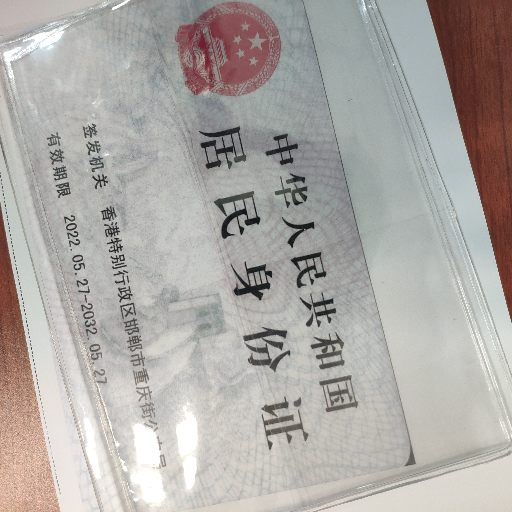 中华人民共和国
居民身份证
签发机关 香港特别行政区邯郸市重庆街公
有效期限 2022.05.27-2032.05.27